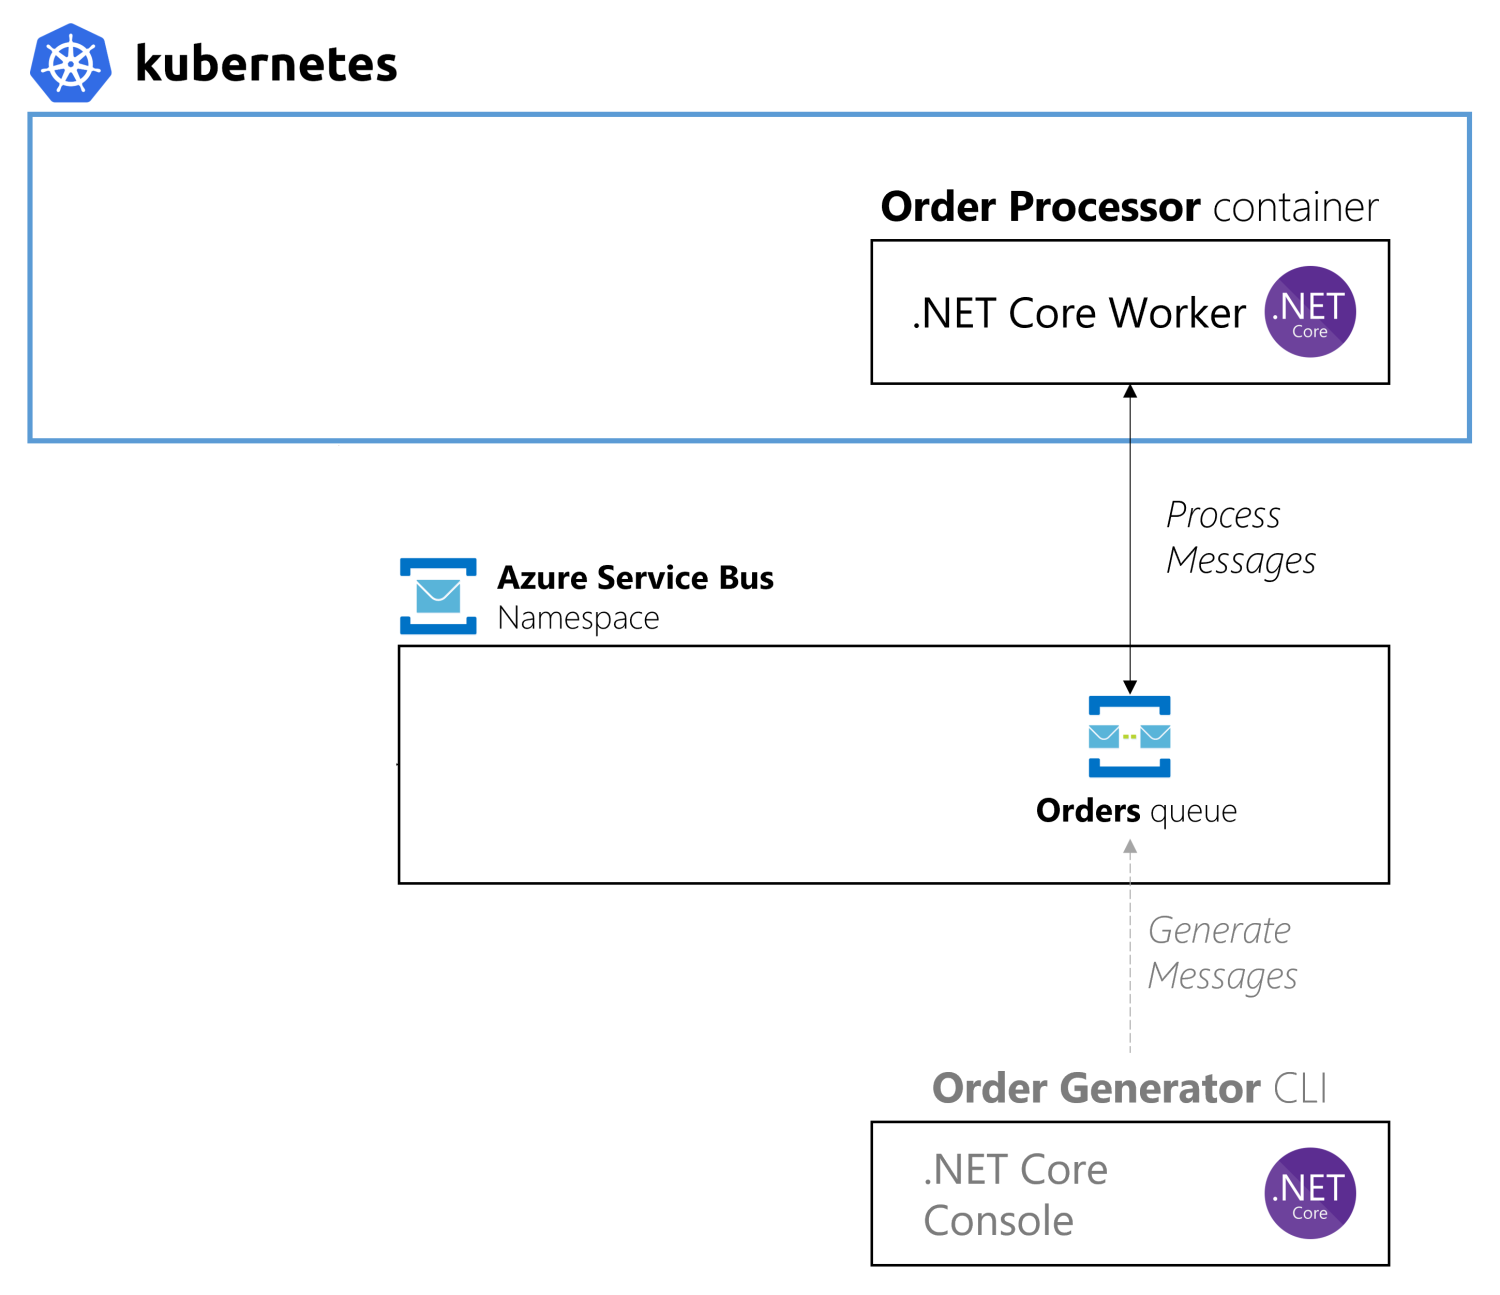 kubernetes
Order Processor container
.NET Core Worker
.NET
Core
Process
Messages
Azure Service Bus
Namespace
Orders queue
Generate
Messages
Order Generator CLI
.NET Core
Console
.NET
Core